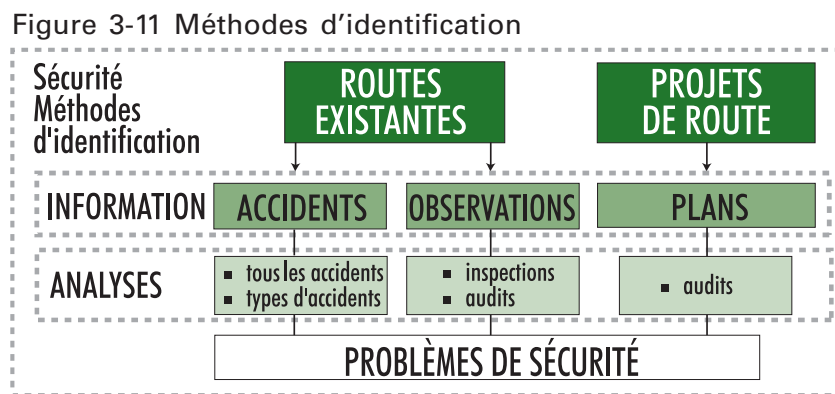 Figure 3-11 Méthodes d'identification
Sécurité
Méthodes
d'identification
ROUTES
EXISTANTES
PROJETS
DE ROUTE
INFORMATION
ACCIDENTS
OBSERVATIONS
PLANS
ANALYSES
▪ tous les accidents
▪ types d'accidents
▪ inspections
▪ audits
▪ audits
PROBLÈMES DE SÉCURITÉ